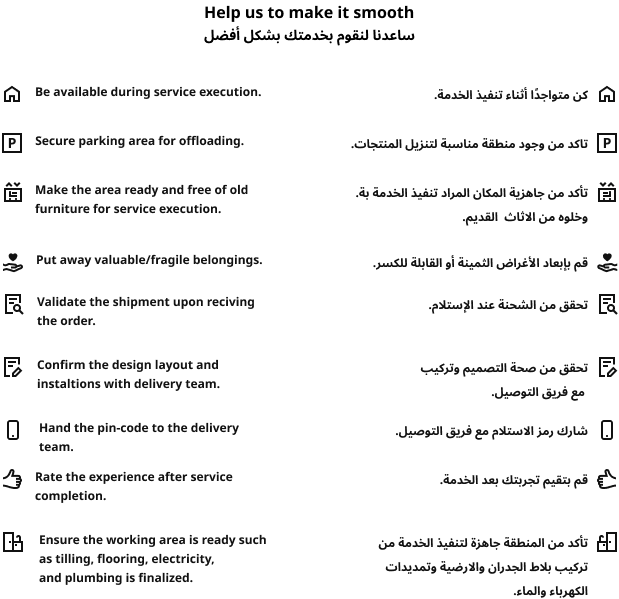 Help us to make it smooth
ساعدنا لنقوم بخدمتك بشكل أفضل
Be available during service execution.
كن متواجدًا أثناء تنفيذ الخدمة.
P
Secure parking area for offloading.
تاكد من وجود منطقة مناسبة لتنزيل المنتجات.
P
Make the area ready and free of old
furniture for service execution.
تأكد من جاهزية المكان المراد تنفيذ الخدمة بة.
وخلوه من الاثاث القديم.
Put away valuable/fragile belongings.
قم بإبعاد الأغراض الثمينة أو القابلة للكسر.
Validate the shipment upon reciving
the order.
تحقق من الشحنة عند الإستلام.
Confirm the design layout and
instaltions with delivery team.
تحقق من صحة التصميم وتركيب
مع فريق التوصيل.
Hand the pin-code to the delivery
team.
شارك رمز الاستلام مع فريق التوصيل.
Rate the experience after service
completion.
قم بتقيم تجربتك بعد الخدمة.
Ensure the working area is ready such
as tilling, flooring, electricity,
and plumbing is finalized.
تأكد من المنطقة جاهزة لتنفيذ الخدمة من
تركيب بلاط الجدران والارضية وتمديدات
الكهرباء والماء.